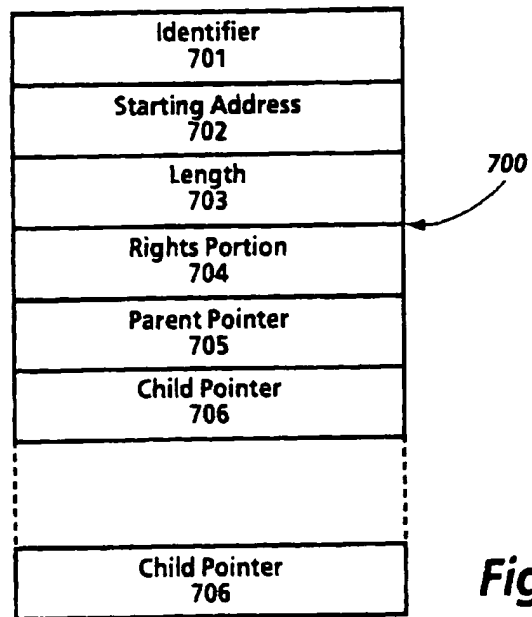 Identifier
701
Starting Address
702
Length
703
700
Rights Portion
704
Parent Pointer
705
Child Pointer
706
Child Pointer
706
Fig